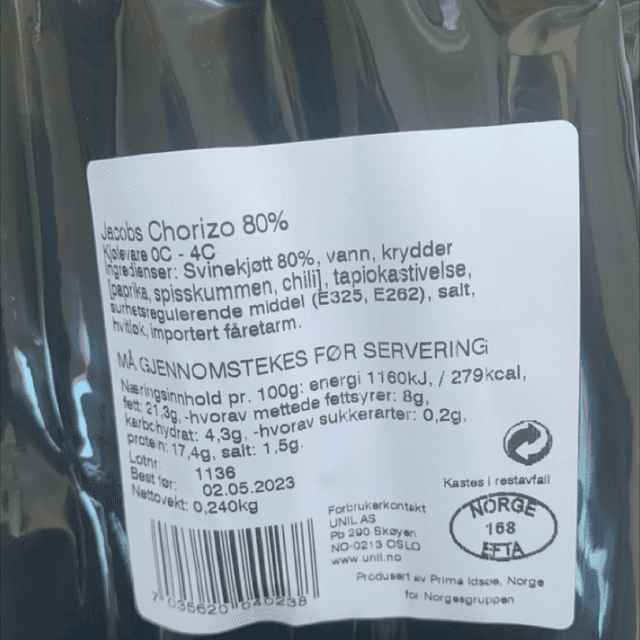 Jacobs Chorizo 80%
Kjølevare 0C - 4C
Ingredienser: Svinekjøtt 80%, vann, krydder
[paprika, spisskummen, chili], tapiokastivelse,
surhetsregulerende middel (E325, E262), salt,
hvitløk, importert fåretarm.
MÅ GJENNOMSTEKES FØR SERVERING
Næringsinnhold pr. 100g: energi 1160kJ, / 279kcal,
fett: 21,3g, -hvorav mettede fettsyrer: 8g,
karbohydrat: 4,3g, -hvorav sukkerarter: 0,2g,
protein: 17,4g, salt: 1,5g.
Lotnr: 1136
Best før: 02.05.2023
Nettovekt: 0,240kg
Kastes i restavfall
Forbrukerkontakt
UNIL AS
Pb 290 Skøyen
NO-0213 OSLO
www.unil.no
NORGE
168
EFTA
Produsert av Prima Jæren, Norge
for Norgesgruppen
7 035620 040238